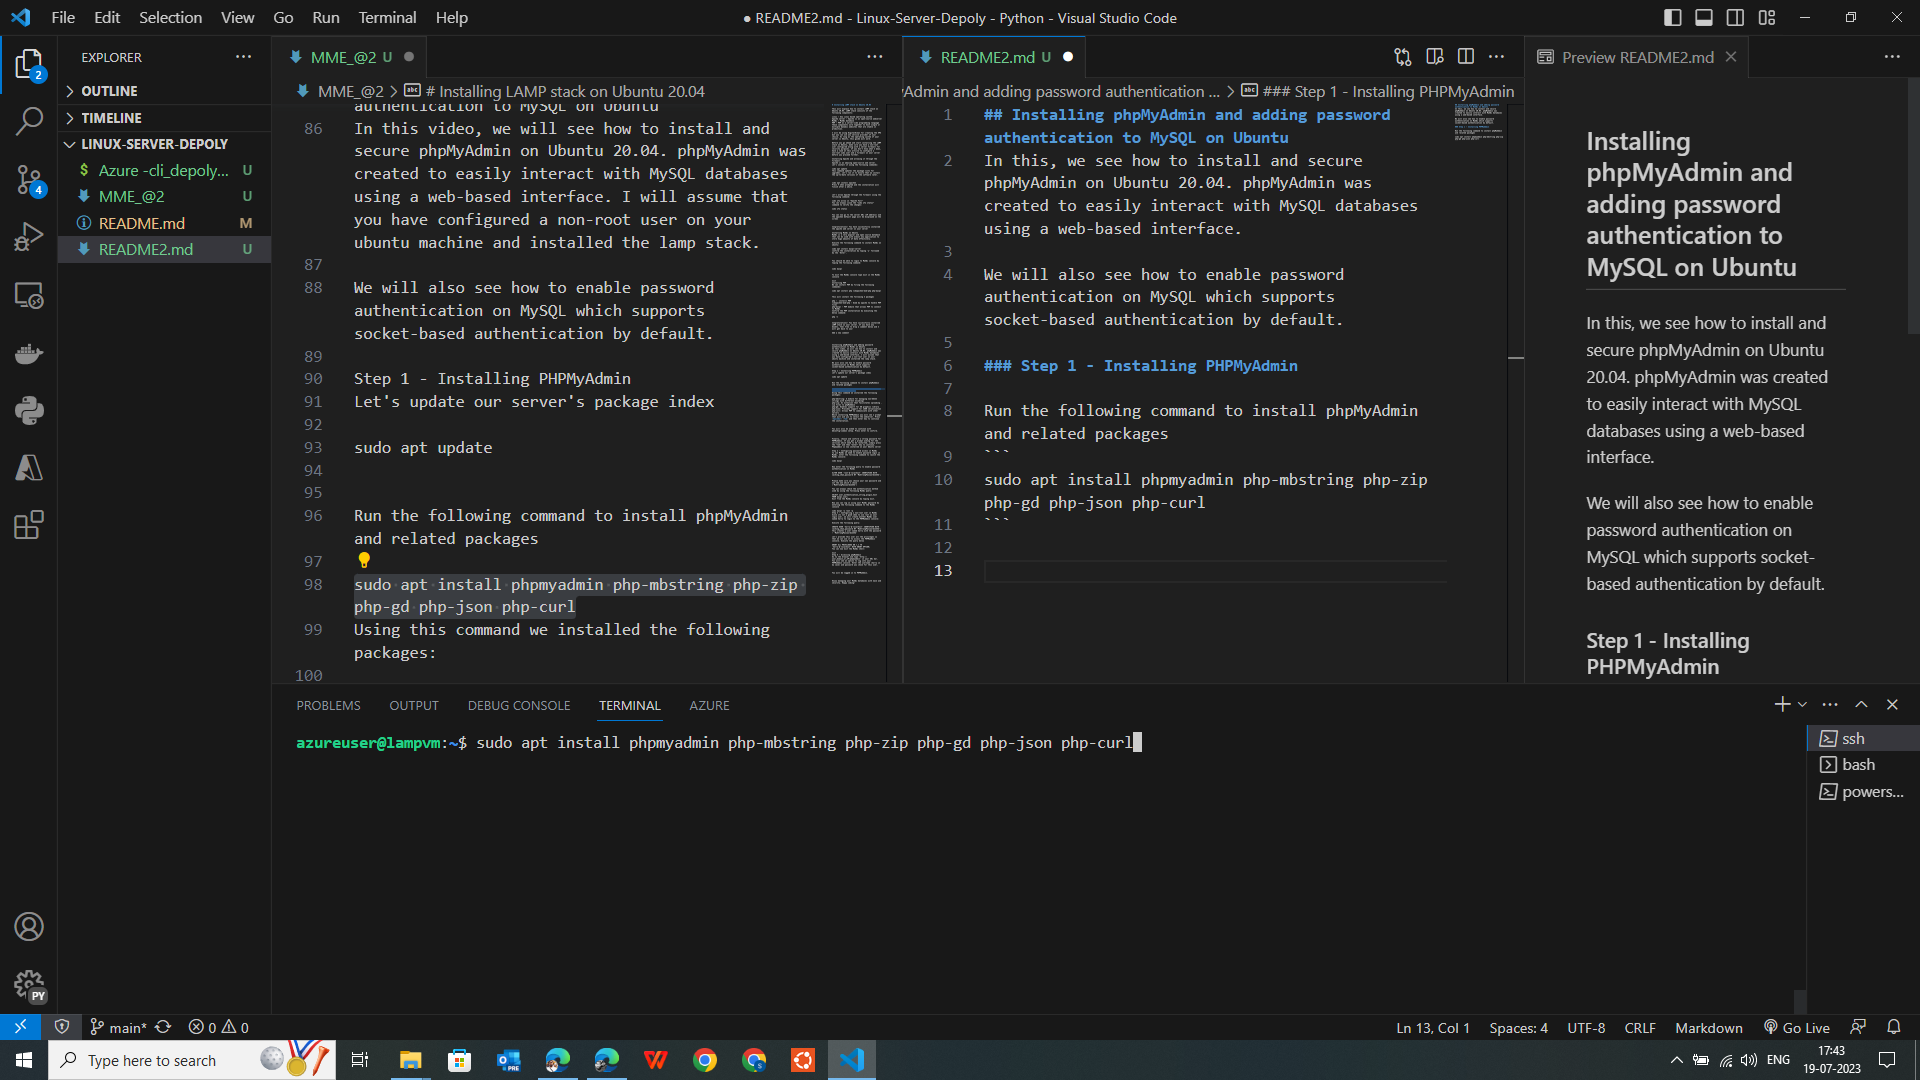 File Edit Selection View Go Run Terminal Help
● README2.md - Linux-Server-Depoly - Python - Visual Studio Code
EXPLORER
OUTLINE
TIMELINE
LINUX-SERVER-DEPOLY
$ Azure -cli_depoly... U
MME_@2 U
README.md M
README2.md U
2
4
PY
MME_@2 U
MME_@2 > # Installing LAMP stack on Ubuntu 20.04
authentication to MySQL on Ubuntu
86 In this video, we will see how to install and
secure phpMyAdmin on Ubuntu 20.04. phpMyAdmin was
created to easily interact with MySQL databases
using a web-based interface. I will assume that
you have configured a non-root user on your
ubuntu machine and installed the lamp stack.
87
88 We will also see how to enable password
authentication on MySQL which supports
socket-based authentication by default.
89
90 Step 1 - Installing PHPMyAdmin
91 Let's update our server's package index
92
93 sudo apt update
94
95
96 Run the following command to install phpMyAdmin
and related packages
97
98 sudo apt install phpmyadmin php-mbstring php-zip
php-gd php-json php-curl
99 Using this command we installed the following
packages:
100
README2.md U
Admin and adding password authentication ... > ### Step 1 - Installing PHPMyAdmin
1 ## Installing phpMyAdmin and adding password
authentication to MySQL on Ubuntu
2 In this, we see how to install and secure
phpMyAdmin on Ubuntu 20.04. phpMyAdmin was
created to easily interact with MySQL databases
using a web-based interface.
3
4 We will also see how to enable password
authentication on MySQL which supports
socket-based authentication by default.
5
6 ### Step 1 - Installing PHPMyAdmin
7
8 Run the following command to install phpMyAdmin
and related packages
9 ```
10 sudo apt install phpmyadmin php-mbstring php-zip
php-gd php-json php-curl
11 ```
12
13
Preview README2.md
Installing
phpMyAdmin and
adding password
authentication to
MySQL on Ubuntu
In this, we see how to install and
secure phpMyAdmin on Ubuntu
20.04. phpMyAdmin was created
to easily interact with MySQL
databases using a web-based
interface.
We will also see how to enable
password authentication on
MySQL which supports socket-
based authentication by default.
Step 1 - Installing
PHPMyAdmin
PROBLEMS OUTPUT DEBUG CONSOLE TERMINAL AZURE
azureuser@lampvm:~$ sudo apt install phpmyadmin php-mbstring php-zip php-gd php-json php-curl
ssh
bash
powers...
main* 0 0
Ln 13, Col 1 Spaces: 4 UTF-8 CRLF Markdown Go Live
Type here to search
PRE
ENG
17:43
19-07-2023